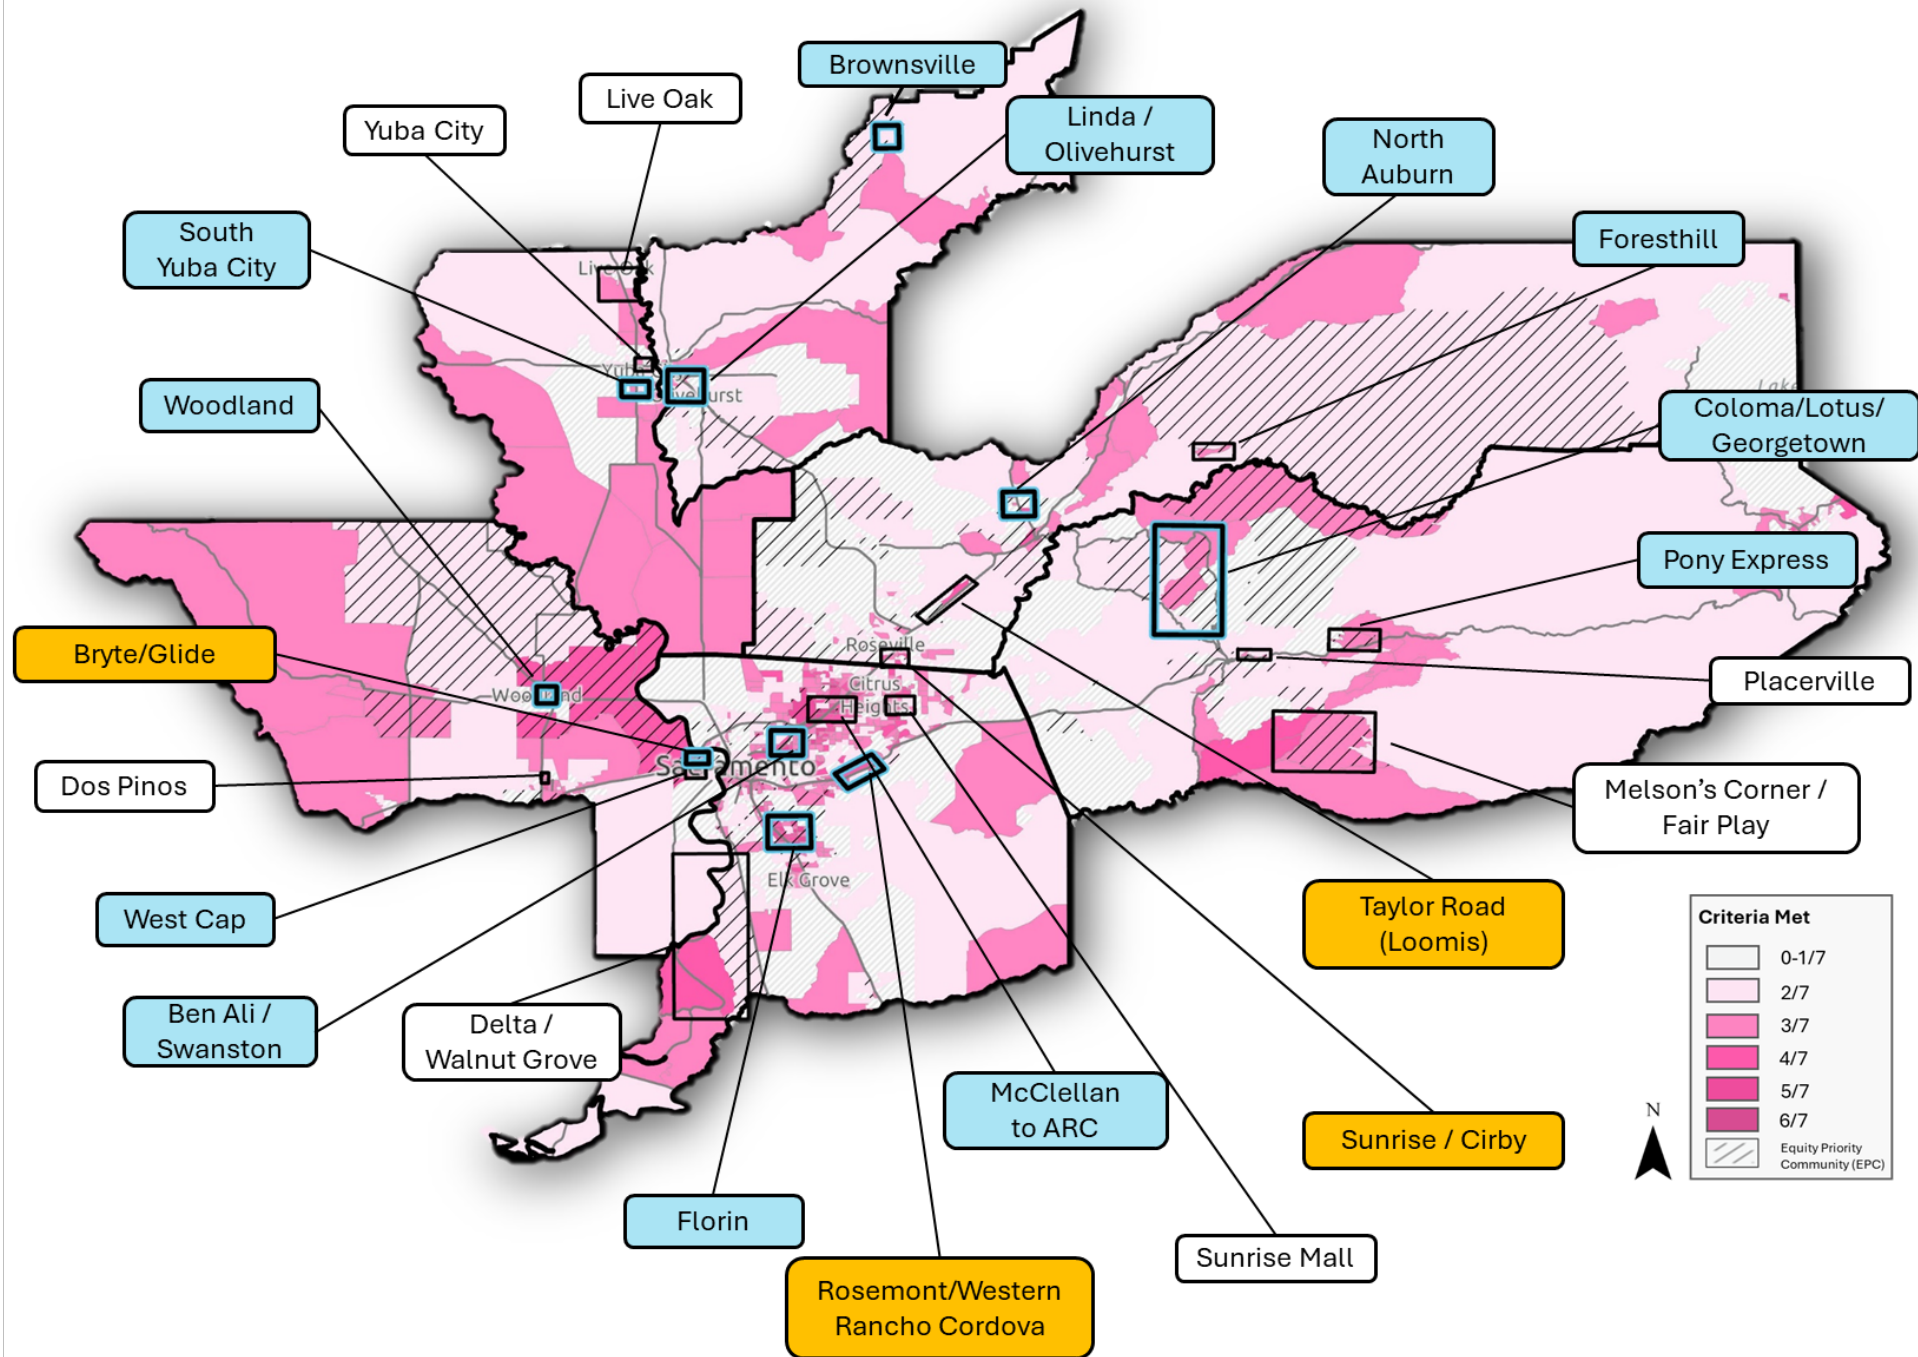 Brownsville
Live Oak
Yuba City
Linda /
Olivehurst
North
Auburn
South
Yuba City
Foresthill
Live Oak
Woodland
Coloma/Lotus/
Georgetown
Lake
Pony Express
Bryte/Glide
Roseville
Placerville
Citrus
Heights
Woodland
Dos Pinos
Sacramento
Melson's Corner /
Fair Play
West Cap
Elk Grove
Taylor Road
(Loomis)
Ben Ali /
Swanston
Delta /
Walnut Grove
McClellan
to ARC
Sunrise / Cirby
Florin
Sunrise Mall
Rosemont/Western
Rancho Cordova
Criteria Met
0-1/7
2/7
3/7
4/7
5/7
6/7
Equity Priority
Community (EPC)
N